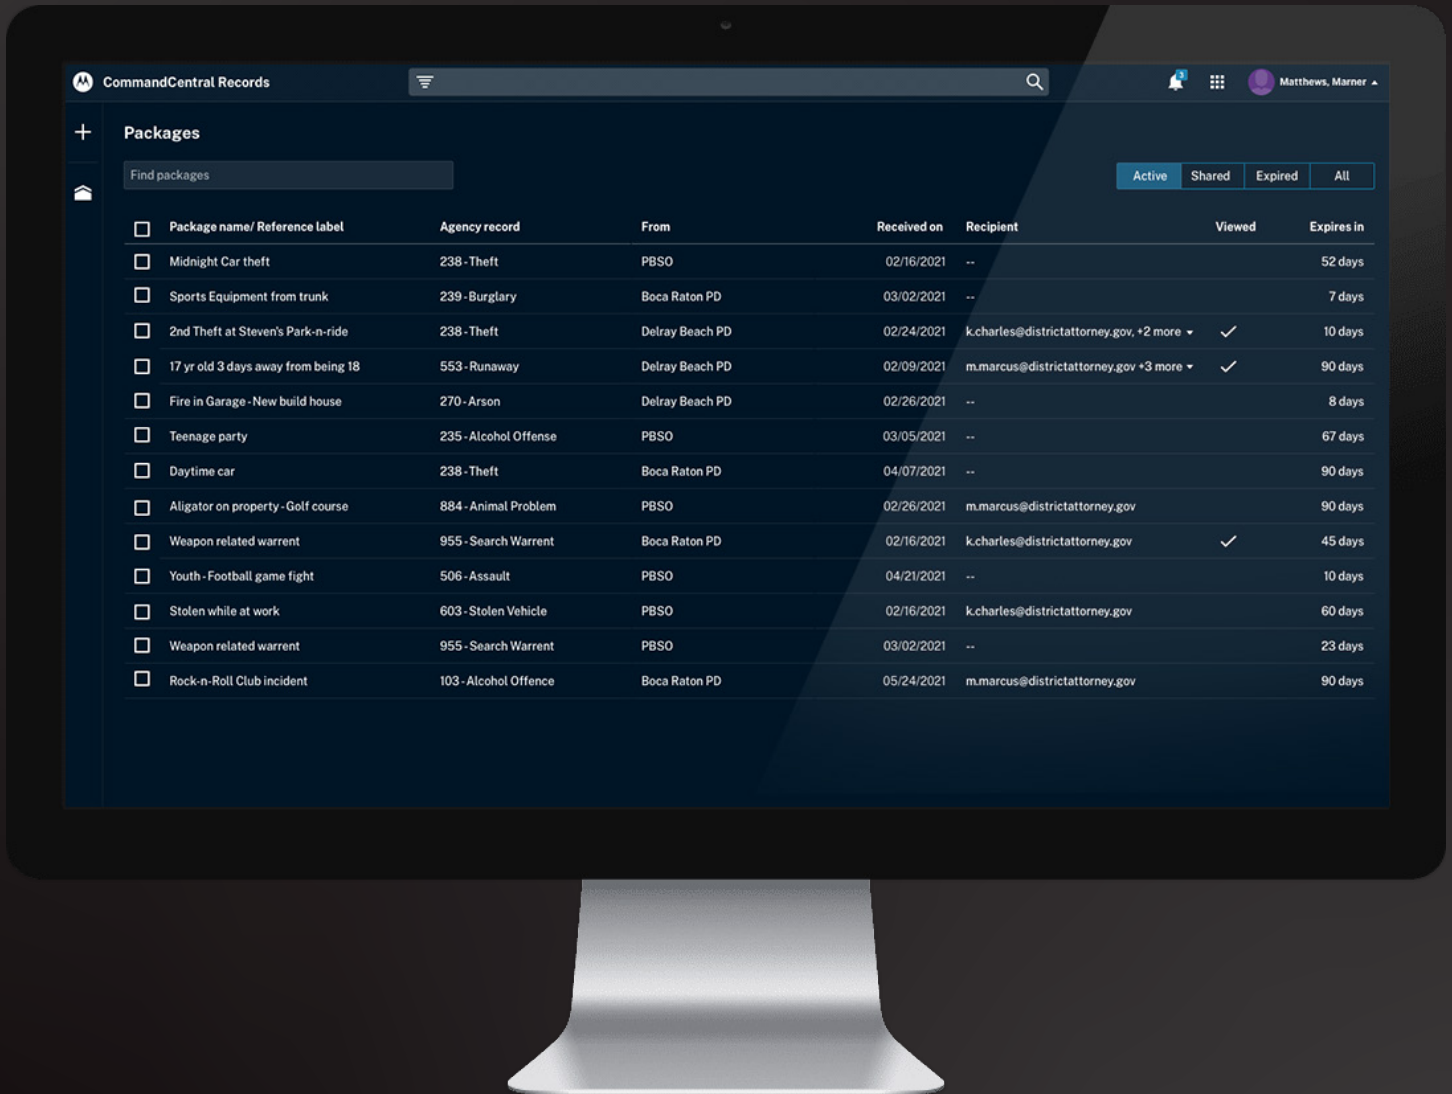 CommandCentral Records
3
Matthews, Marner
Packages
Find packages
Active Shared Expired All
Package name/ Reference label Agency record From Received on Recipient Viewed Expires in
Midnight Car theft 238-Theft PBSO 02/16/2021 -- 52 days
Sports Equipment from trunk 239-Burglary Boca Raton PD 03/02/2021 -- 7 days
2nd Theft at Steven's Park-n-ride 238-Theft Delray Beach PD 02/24/2021 k.charles@districtattorney.gov, +2 more 10 days
17 yr old 3 days away from being 18 553-Runaway Delray Beach PD 02/09/2021 m.marcus@districtattorney.gov +3 more 90 days
Fire in Garage-New build house 270-Arson Delray Beach PD 02/26/2021 -- 8 days
Teenage party 235-Alcohol Offense PBSO 03/05/2021 -- 67 days
Daytime car 238-Theft Boca Raton PD 04/07/2021 -- 90 days
Aligator on property-Golf course 884-Animal Problem PBSO 02/26/2021 m.marcus@districtattorney.gov 90 days
Weapon related warrent 955-Search Warrent Boca Raton PD 02/16/2021 k.charles@districtattorney.gov 45 days
Youth-Football game fight 506-Assault PBSO 04/21/2021 -- 10 days
Stolen while at work 603-Stolen Vehicle PBSO 02/16/2021 k.charles@districtattorney.gov 60 days
Weapon related warrent 955-Search Warrent PBSO 03/02/2021 -- 23 days
Rock-n-Roll Club incident 103-Alcohol Offence Boca Raton PD 05/24/2021 m.marcus@districtattorney.gov 90 days